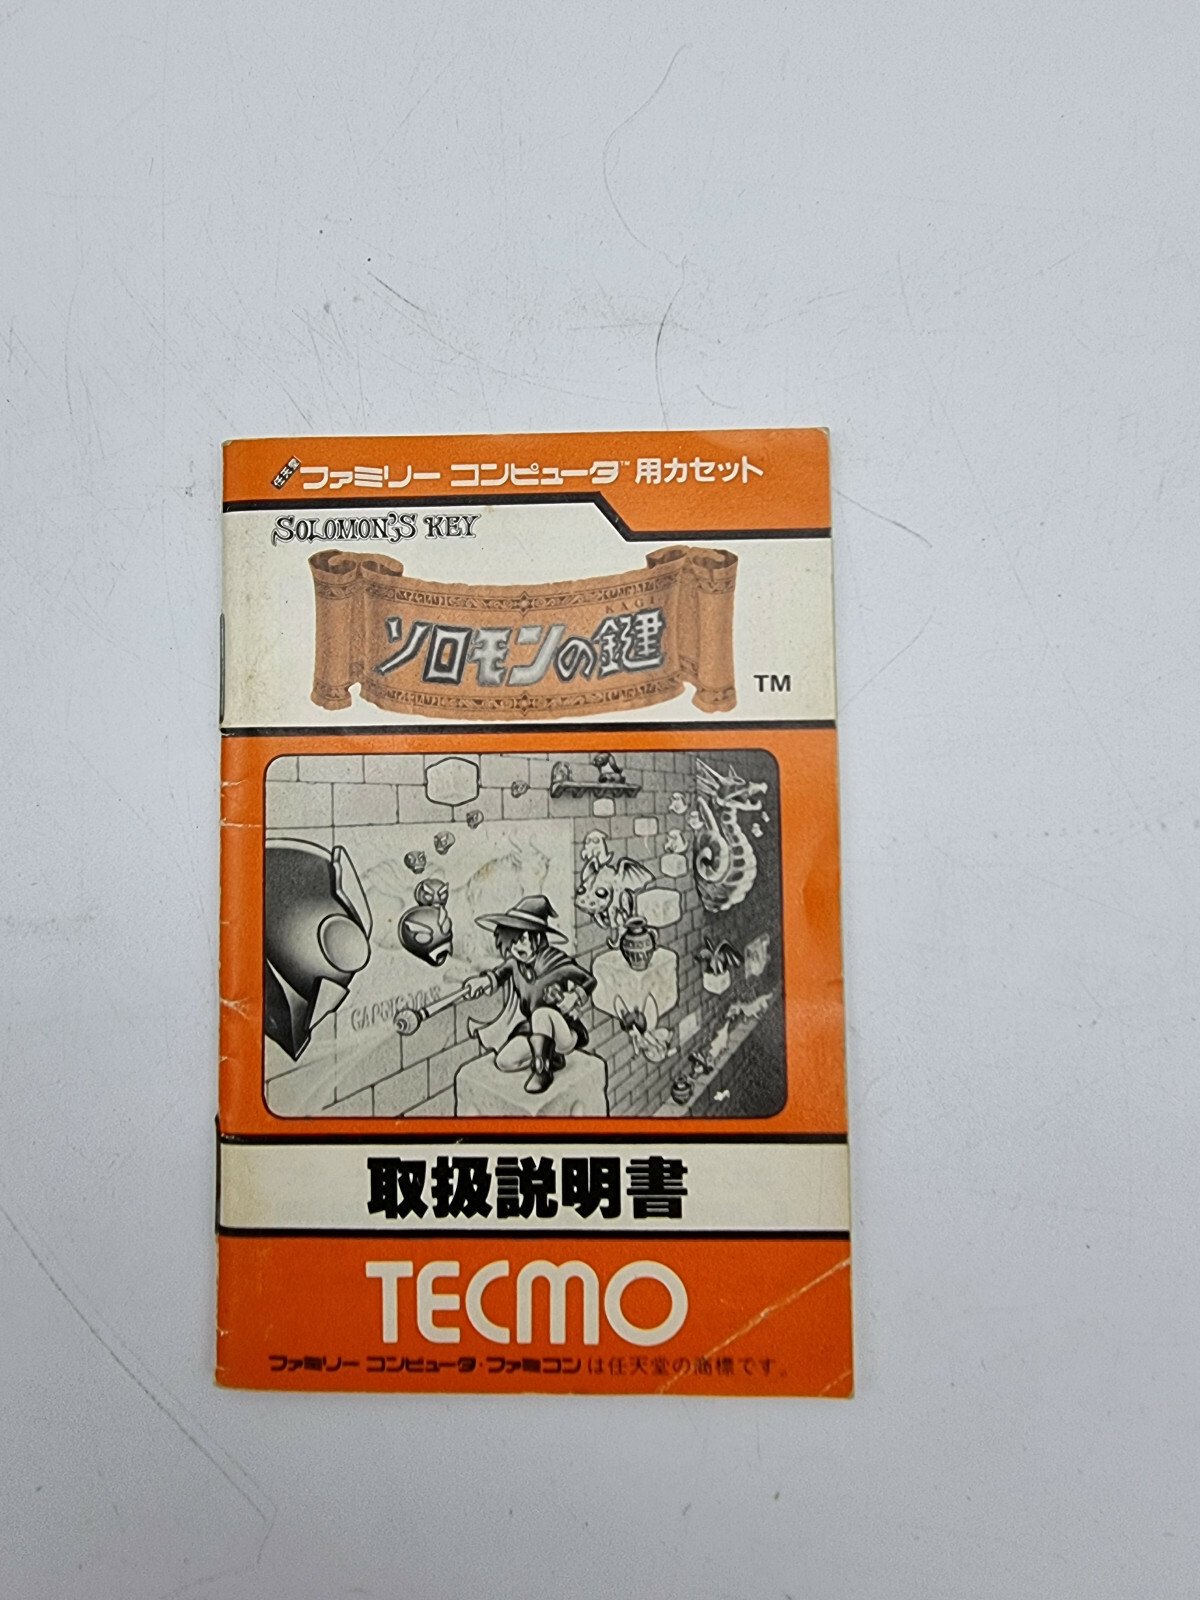 任天堂 ファミリー コンピュータ™ 用カセット
SOLOMON'S KEY
KAGI
ソロモンの鍵
TM
取扱説明書
TECMO
ファミリー コンピュータ・ファミコン は任天堂の商標です。